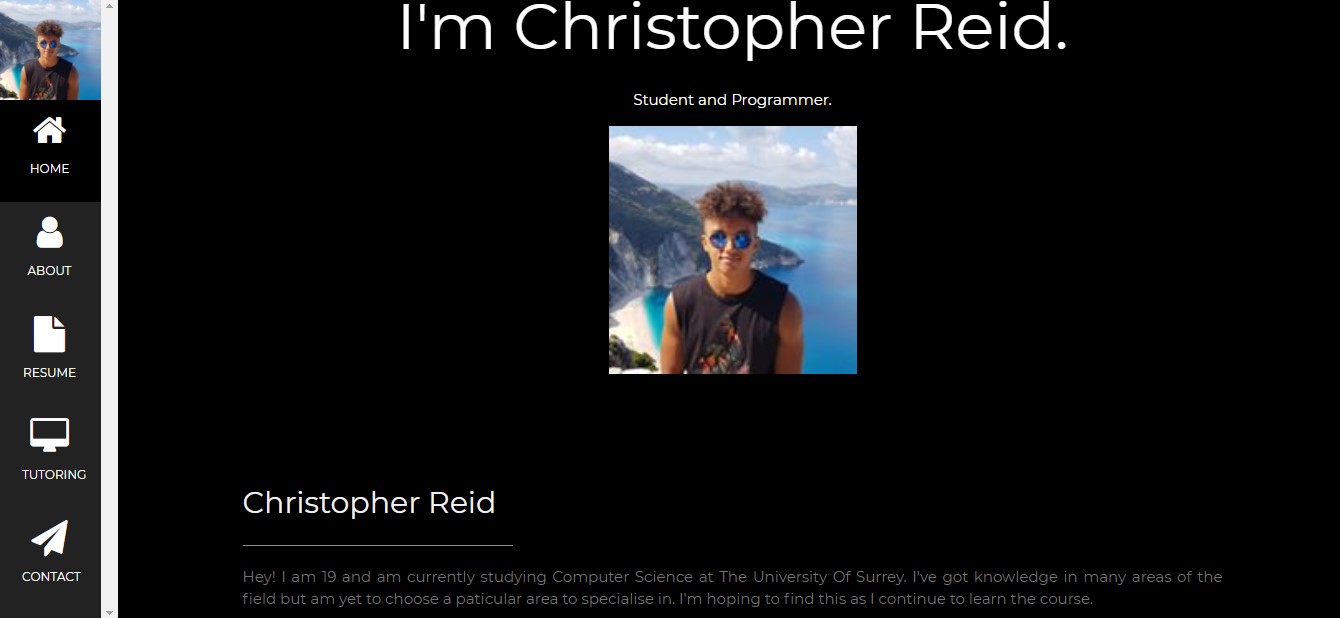 I'm Christopher Reid.
Student and Programmer.
HOME
ABOUT
RESUME
TUTORING
CONTACT
Christopher Reid
Hey! I am 19 and am currently studying Computer Science at The University Of Surrey. I've got knowledge in many areas of the
field but am yet to choose a paticular area to specialise in. I'm hoping to find this as I continue to learn the course.